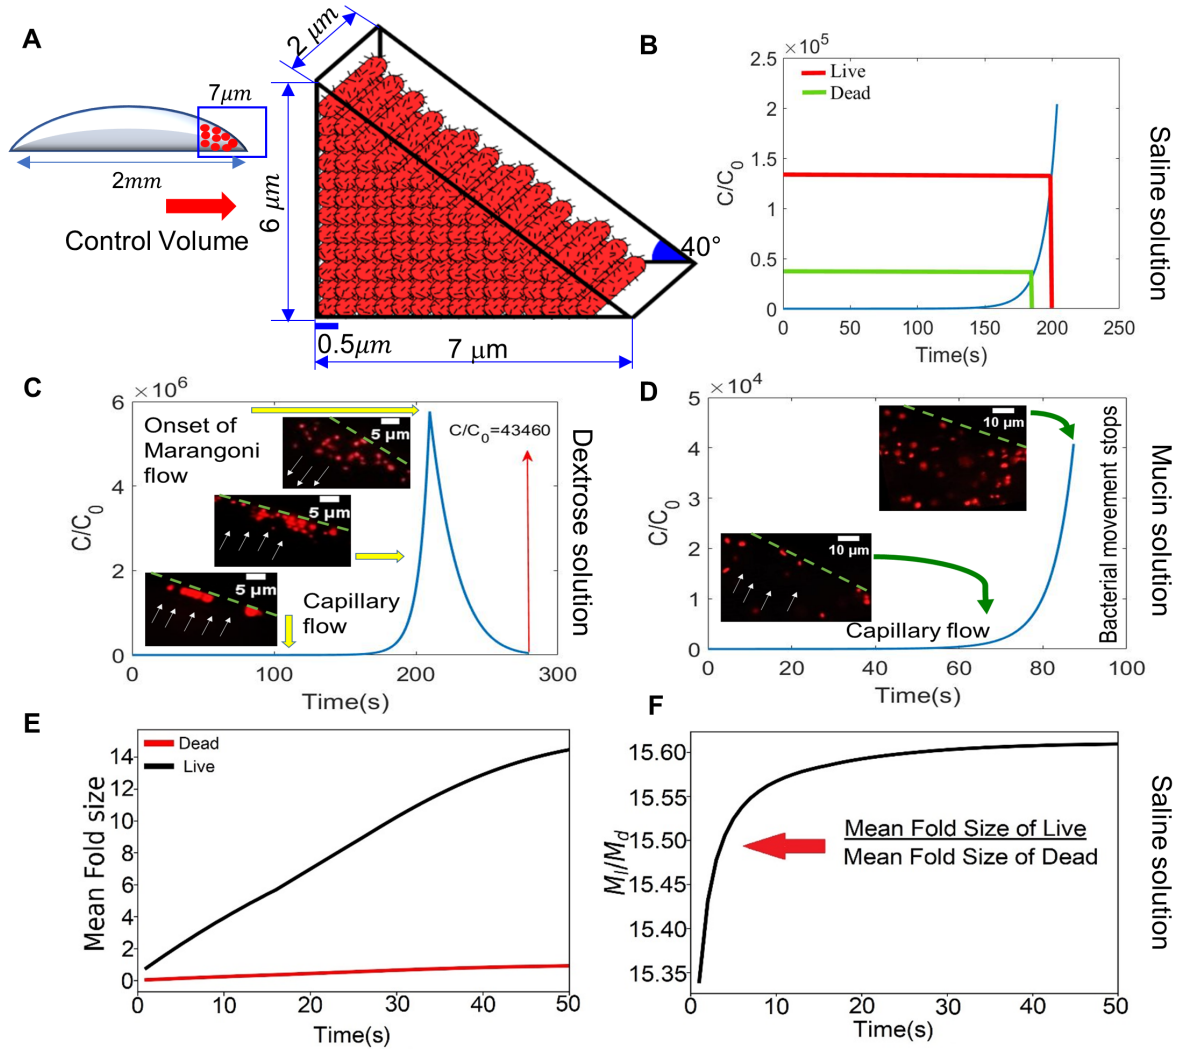 A
2 μm
7μm
2mm
Control Volume
6 μm
40°
0.5μm
7 μm
B
×10⁵
2.5
2
1.5
1
0.5
0
C/C₀
Live
Dead
0 50 100 150 200 250
Time(s)
Saline solution
C
×10⁶
6
4
2
0
C/C₀
Onset of
Marangoni
flow
5 μm
5 μm
5 μm
Capillary
flow
C/C₀=43460
0 100 200 300
Time(s)
Dextrose solution
D
×10⁴
5
4
3
2
1
0
C/C₀
10 μm
10 μm
Capillary flow
Bacterial movement stops
0 20 40 60 80 100
Time(s)
Mucin solution
E
Dead
Live
14
12
10
8
6
4
2
0
Mean Fold size
0 10 20 30 40 50
Time(s)
F
15.60
15.55
15.50
15.45
15.40
15.35
Mₗ/M_d
Mean Fold Size of Live
Mean Fold Size of Dead
0 10 20 30 40 50
Time(s)
Saline solution